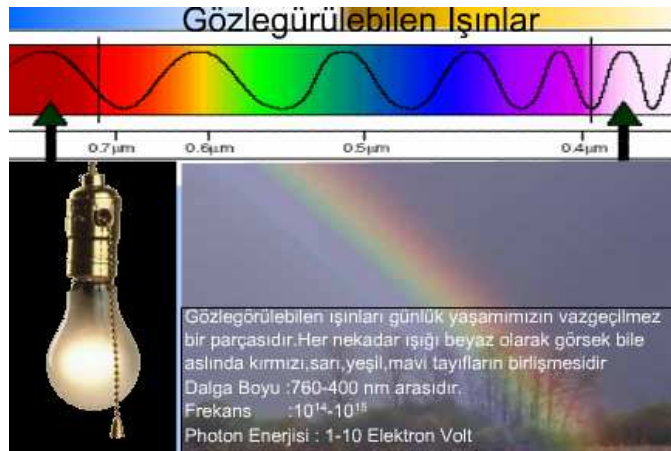 Gözlegürülebilen Işınlar
0.7µm 0.6µm 0.5µm 0.4µm
Gözlegörülebilen ışınları günlük yaşamımızın vazgeçilmez
bir parçasıdır.Her nekadar ışığı beyaz olarak görsek bile
aslında kırmızı,sarı,yeşil,mavi tayıfların birlişmesidir
Dalga Boyu :760-400 nm arasıdır.
Frekans :10¹⁴-10¹⁵
Photon Enerjisi : 1-10 Elektron Volt